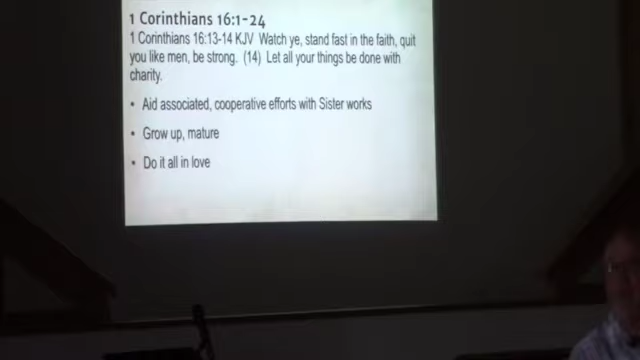 1 Corinthians 16:1-24
1 Corinthians 16:13-14 KJV Watch ye, stand fast in the faith, quit
you like men, be strong. (14) Let all your things be done with
charity.
• Aid associated, cooperative efforts with Sister works
• Grow up, mature
• Do it all in love